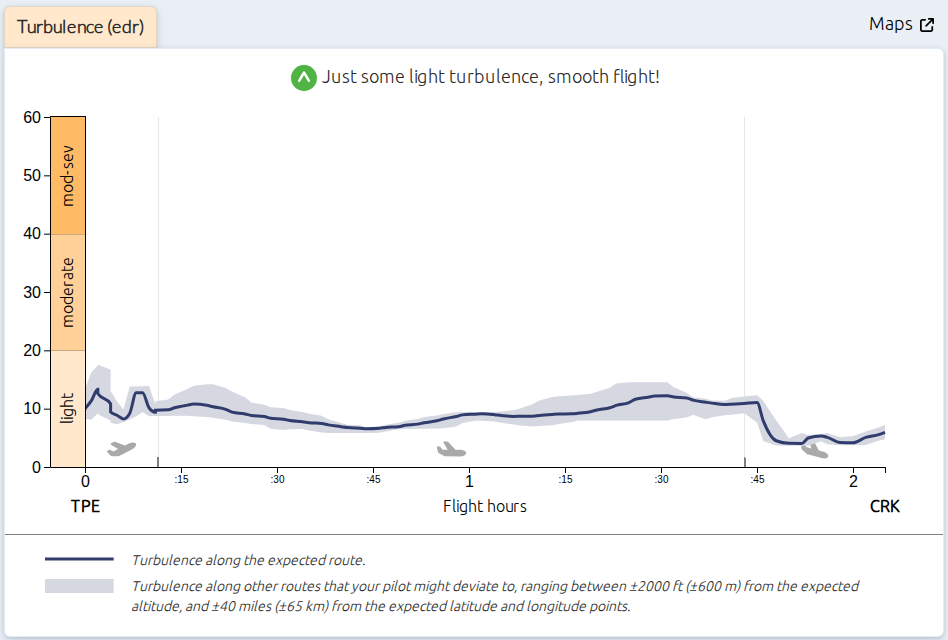 Turbulence (edr)
Maps
Just some light turbulence, smooth flight!
60
50
40
30
20
10
0
mod-sev
moderate
light
0 :15 :30 :45 1 :15 :30 :45 2
TPE Flight hours CRK
Turbulence along the expected route.
Turbulence along other routes that your pilot might deviate to, ranging between ±2000 ft (±600 m) from the expected
altitude, and ±40 miles (±65 km) from the expected latitude and longitude points.